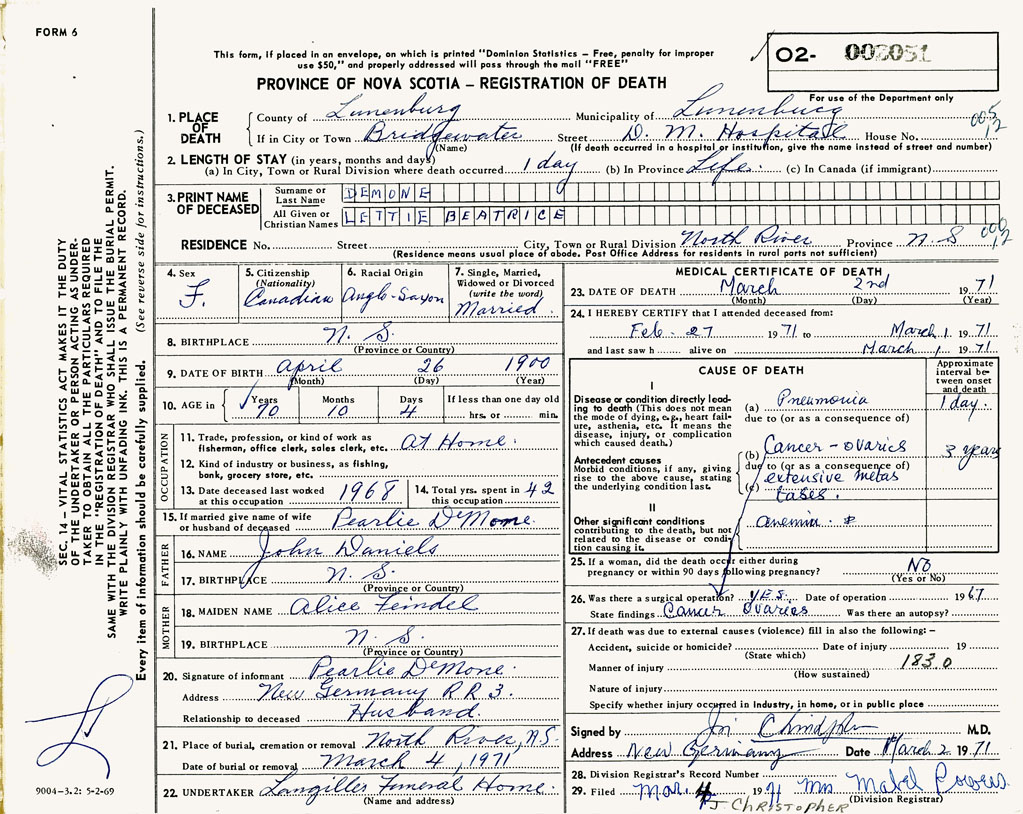 FORM 6
This form, if placed in an envelope, on which is printed "Dominion Statistics – Free, penalty for improper
use $50," and properly addressed will pass through the mail "FREE"
O2- 002051
For use of the Department only
PROVINCE OF NOVA SCOTIA – REGISTRATION OF DEATH
1. PLACE OF DEATH
County of Lunenburg Municipality of Lunenburg
If in City or Town Bridgewater Street D. M. Hospital House No.
(Name) (If death occurred in a hospital or institution, give the name instead of street and number)
005
12
2. LENGTH OF STAY (in years, months and days)
(a) In City, Town or Rural Division where death occurred 1 day (b) In Province Life (c) In Canada (if immigrant)
3. PRINT NAME OF DECEASED
Surname or Last Name DEMONE
All Given or Christian Names LETTIE BEATRICE
RESIDENCE No. Street City, Town or Rural Division North River Province N.S
(Residence means usual place of abode. Post Office Address for residents in rural parts not sufficient)
12
4. Sex F.
5. Citizenship (Nationality) Canadian
6. Racial Origin Anglo-Saxon
7. Single, Married, Widowed or Divorced (write the word) Married
8. BIRTHPLACE N. S.
(Province or Country)
9. DATE OF BIRTH April 26 1900
(Month) (Day) (Year)
10. AGE in Years 70 Months 10 Days 4 If less than one day old hrs. or min.
OCCUPATION
11. Trade, profession, or kind of work as fisherman, office clerk, sales clerk, etc. At Home.
12. Kind of industry or business, as fishing, bank, grocery store, etc.
13. Date deceased last worked at this occupation 1968
14. Total yrs. spent in this occupation 42
15. If married give name of wife or husband of deceased Pearlie DeMone.
FATHER
16. NAME John Daniels
17. BIRTHPLACE N. S.
(Province or Country)
MOTHER
18. MAIDEN NAME Alice Feindel
19. BIRTHPLACE N. S.
(Province or Country)
20. Signature of informant Pearlie DeMone.
Address New Germany R R 3.
Relationship to deceased Husband.
21. Place of burial, cremation or removal North River, N.S.
Date of burial or removal March 4, 1971
22. UNDERTAKER Langilles Funeral Home.
(Name and address)
MEDICAL CERTIFICATE OF DEATH
23. DATE OF DEATH March 2nd 1971
(Month) (Day) (Year)
24. I HEREBY CERTIFY that I attended deceased from:
Feb. 27 1971 to March 1 1971
and last saw h alive on March 1 1971
CAUSE OF DEATH
Approximate interval between onset and death
I
Disease or condition directly leading to death (This does not mean the mode of dying, e.g., heart failure, asthenia, etc. It means the disease, injury, or complication which caused death.)
(a) Pneumonia 1 day.
due to (or as a consequence of)
Antecedent causes
Morbid conditions, if any, giving rise to the above cause, stating the underlying condition last.
(b) Cancer - ovaries 3 years
due to (or as a consequence of)
(c) extensive metas
tases.
II
Other significant conditions contributing to the death, but not related to the disease or condition causing it.
anemia.
25. If a woman, did the death occur either during pregnancy or within 90 days following pregnancy? NO
(Yes or No)
26. Was there a surgical operation? YES. Date of operation 1967
State findings Cancer ovaries Was there an autopsy?
27. If death was due to external causes (violence) fill in also the following: –
Accident, suicide or homicide? Date of injury 19
(State which)
Manner of injury 183.0
(How sustained)
Nature of injury
Specify whether injury occurred in industry, in home, or in public place
Signed by M.D.
Address New Germany Date March 2 1971
28. Division Registrar's Record Number
29. Filed Mar. 4 1971 Mrs Mabel Powers
(Division Registrar)
J CHRISTOPHER
SEC. 14 – VITAL STATISTICS ACT MAKES IT THE DUTY
OF THE UNDERTAKER OR PERSON ACTING AS UNDER-
TAKER TO OBTAIN ALL THE PARTICULARS REQUIRED
IN THE "REGISTRATION OF DEATH" AND TO FILE THE
SAME WITH THE DIVISION REGISTRAR WHO SHALL ISSUE THE BURIAL PERMIT.
WRITE PLAINLY WITH UNFADING INK. THIS IS A PERMANENT RECORD.
Every item of information should be carefully supplied. (See reverse side for instructions.)
9004-3.2: 5-2-69